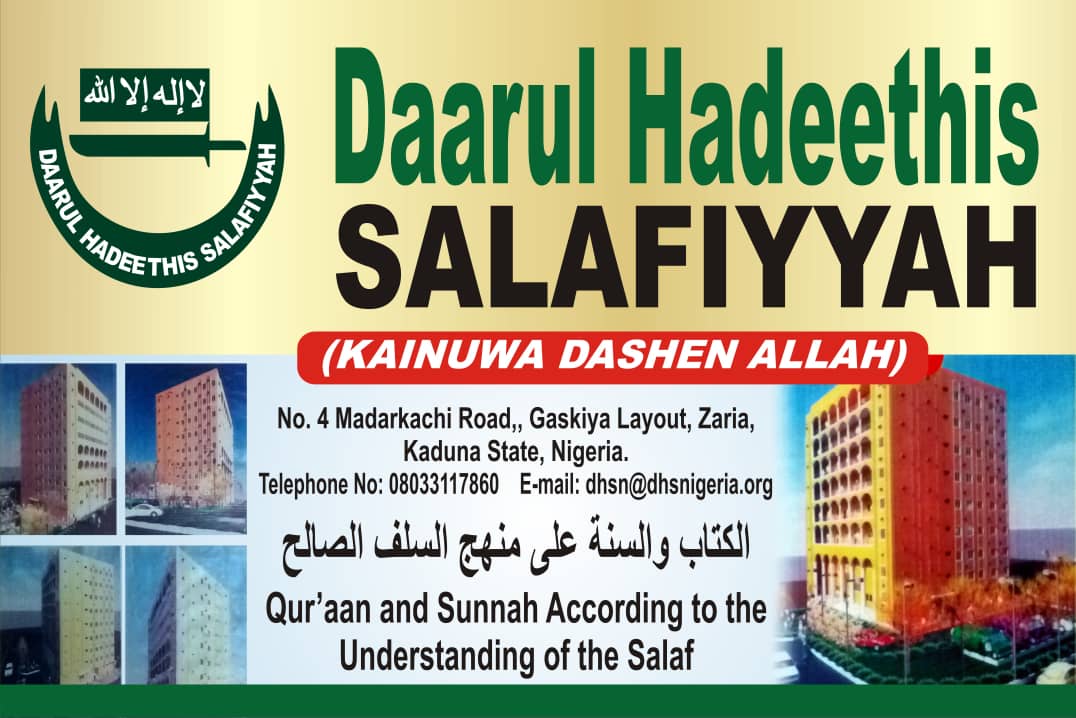 لا إله إلا الله
DAARUL HADEETHIS SALAFIYYAH
Daarul Hadeethis
SALAFIYYAH
(KAINUWA DASHEN ALLAH)
No. 4 Madarkachi Road,, Gaskiya Layout, Zaria,
Kaduna State, Nigeria.
Telephone No: 08033117860 E-mail: dhsn@dhsnigeria.org
الكتاب والسنة على منهج السلف الصالح
Qur'aan and Sunnah According to the
Understanding of the Salaf